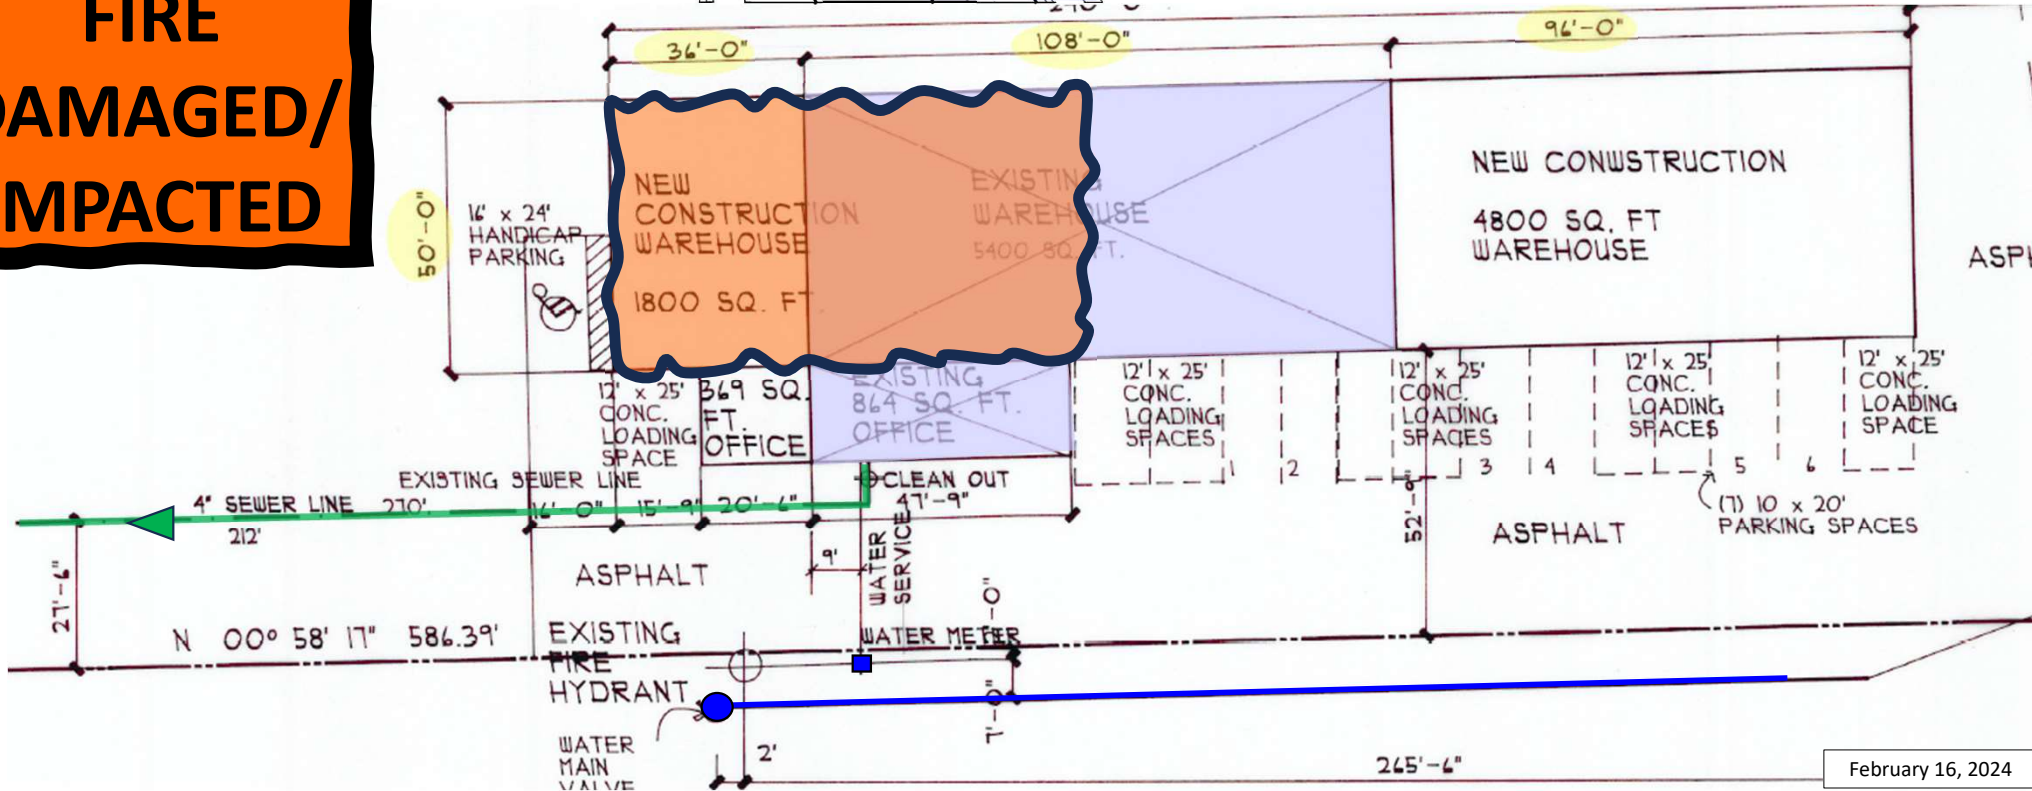 FIRE
DAMAGED/
IMPACTED
36'-0"
108'-0"
96'-0"
50'-0"
16' x 24'
HANDICAP
PARKING
NEW
CONSTRUCTION
WAREHOUSE
1800 SQ. FT.
EXISTING
WAREHOUSE
5400 SQ. FT.
NEW CONWSTRUCTION
4800 SQ. FT
WAREHOUSE
12' x 25'
CONC.
LOADING
SPACE
369 SQ.
FT.
OFFICE
EXISTING
864 SQ. FT.
OFFICE
12' x 25'
CONC.
LOADING
SPACES
1
2
12' x 25'
CONC.
LOADING
SPACES
3
4
12' x 25'
CONC.
LOADING
SPACES
5
6
12' x 25'
CONC.
LOADING
SPACE
EXISTING SEWER LINE
4" SEWER LINE 270'
212'
16'-0"
15'-9"
20'-6"
CLEAN OUT
47'-9"
9'
WATER
SERVICE
52'-9"
ASPHALT
(7) 10 x 20'
PARKING SPACES
ASPHALT
27'-6"
N 00° 58' 17" 586.39'
EXISTING
FIRE
HYDRANT
WATER METER
7'-0"
WATER
MAIN
VALVE
2'
265'-6"
February 16, 2024